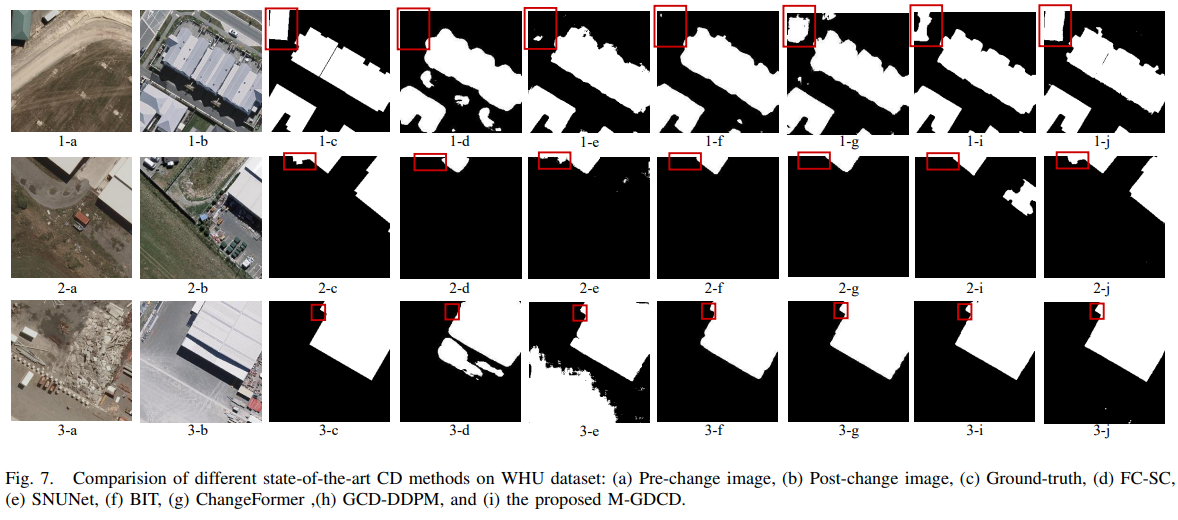 1-a 1-b 1-c 1-d 1-e 1-f 1-g 1-i 1-j
2-a 2-b 2-c 2-d 2-e 2-f 2-g 2-i 2-j
3-a 3-b 3-c 3-d 3-e 3-f 3-g 3-i 3-j
Fig. 7. Comparision of different state-of-the-art CD methods on WHU dataset: (a) Pre-change image, (b) Post-change image, (c) Ground-truth, (d) FC-SC,
(e) SNUNet, (f) BIT, (g) ChangeFormer ,(h) GCD-DDPM, and (i) the proposed M-GDCD.